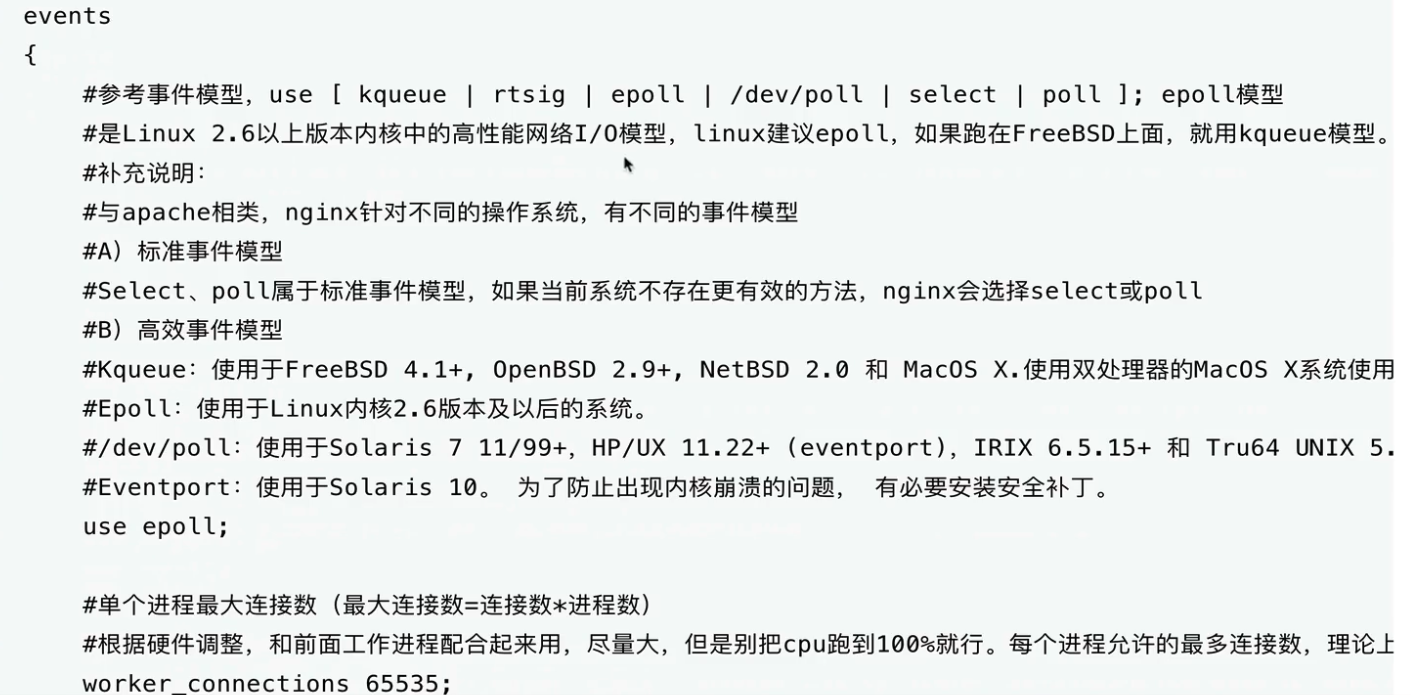 events
{
#参考事件模型，use [ kqueue | rtsig | epoll | /dev/poll | select | poll ]; epoll模型
#是Linux 2.6以上版本内核中的高性能网络I/O模型，linux建议epoll，如果跑在FreeBSD上面，就用kqueue模型。
#补充说明：
#与apache相类，nginx针对不同的操作系统，有不同的事件模型
#A）标准事件模型
#Select、poll属于标准事件模型，如果当前系统不存在更有效的方法，nginx会选择select或poll
#B）高效事件模型
#Kqueue：使用于FreeBSD 4.1+, OpenBSD 2.9+, NetBSD 2.0 和 MacOS X.使用双处理器的MacOS X系统使用
#Epoll：使用于Linux内核2.6版本及以后的系统。
#/dev/poll：使用于Solaris 7 11/99+，HP/UX 11.22+ (eventport)，IRIX 6.5.15+ 和 Tru64 UNIX 5.
#Eventport：使用于Solaris 10。 为了防止出现内核崩溃的问题， 有必要安装安全补丁。
use epoll;
#单个进程最大连接数（最大连接数=连接数*进程数）
#根据硬件调整，和前面工作进程配合起来用，尽量大，但是别把cpu跑到100%就行。每个进程允许的最多连接数，理论上
worker_connections 65535;